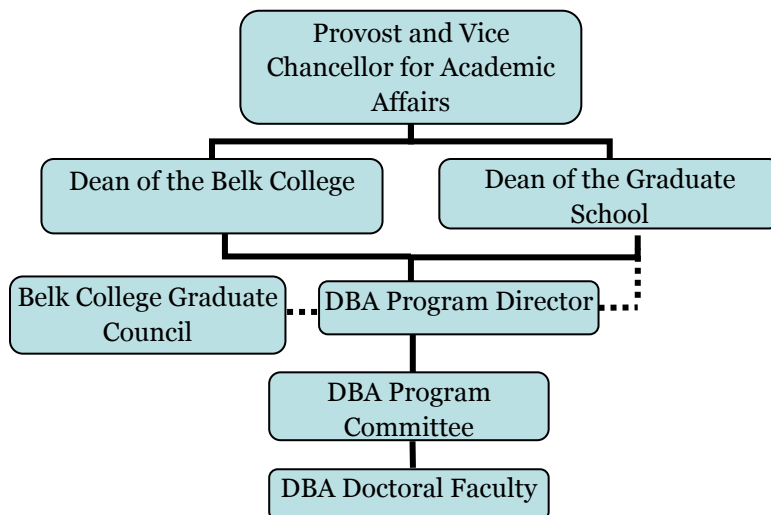 Provost and Vice
Chancellor for Academic
Affairs
Dean of the Belk College
Dean of the Graduate
School
Belk College Graduate
Council
DBA Program Director
DBA Program
Committee
DBA Doctoral Faculty